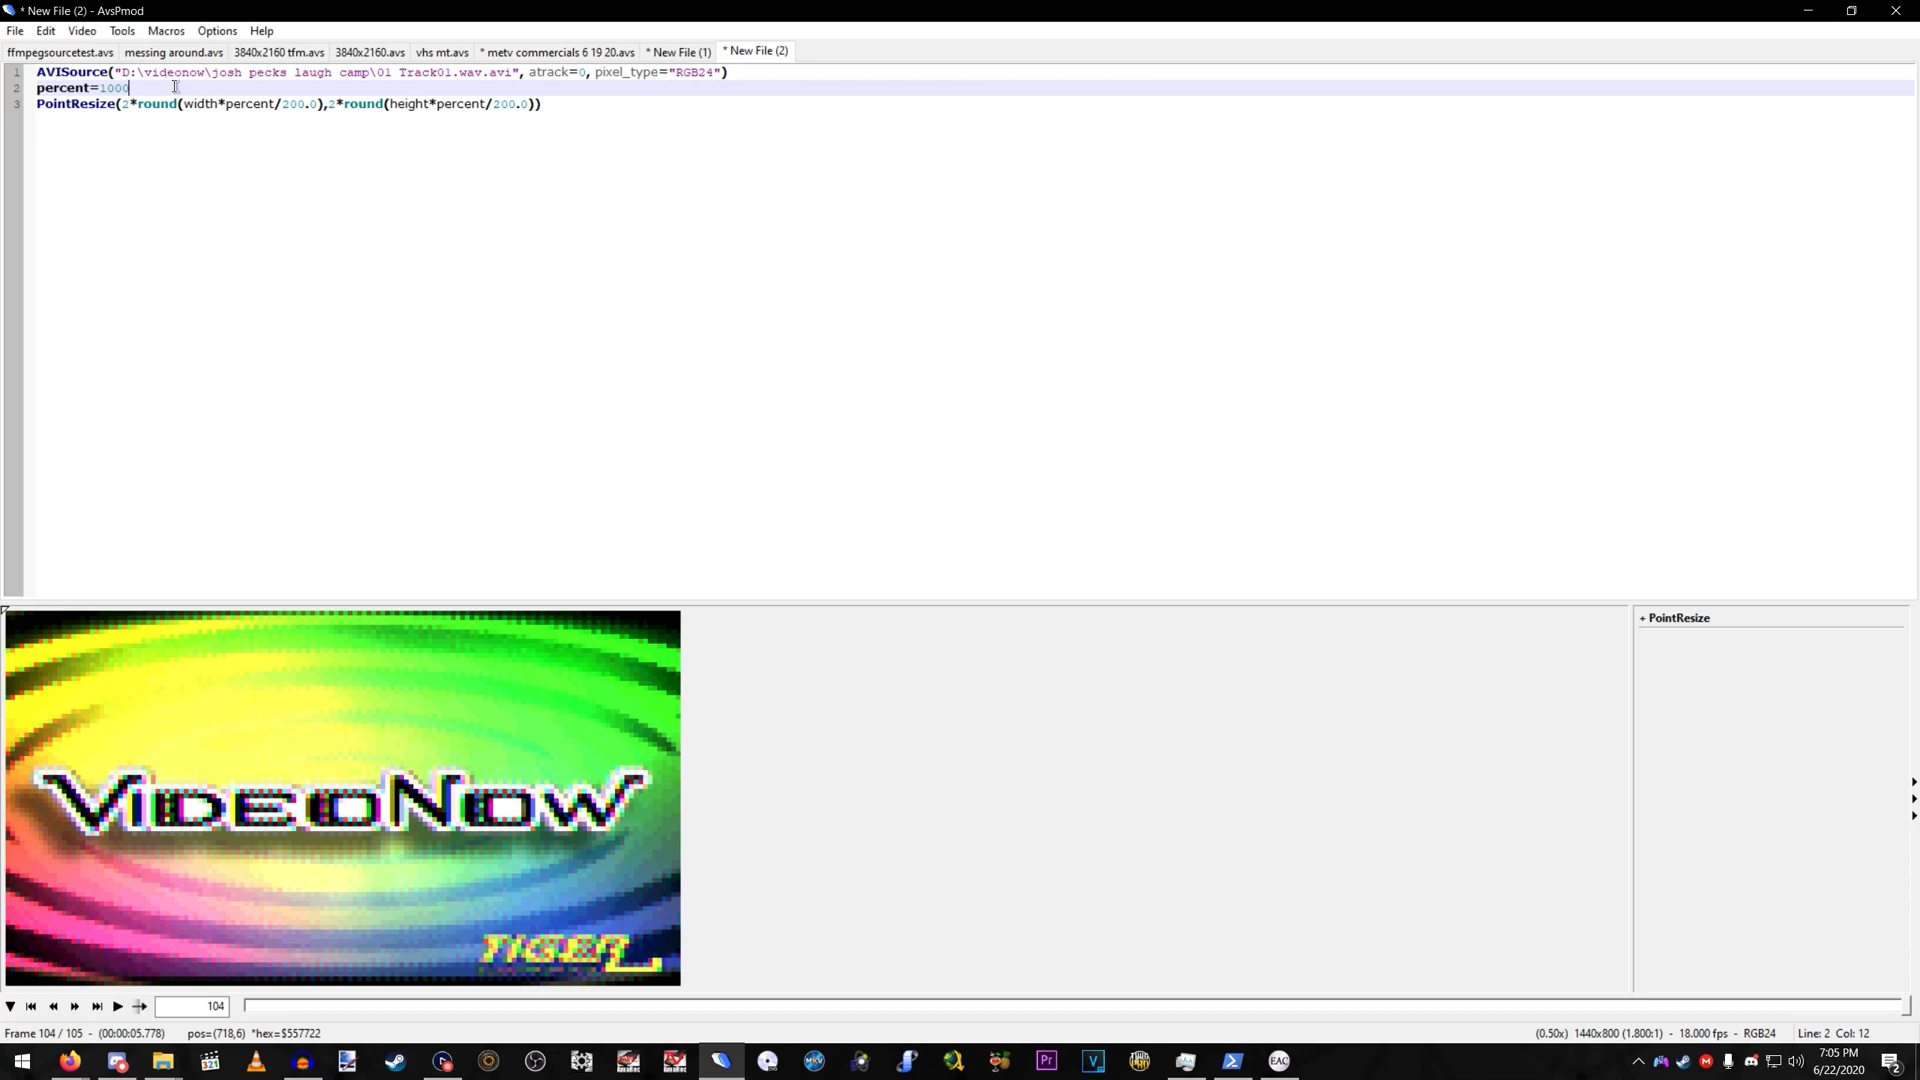 * New File (2) - AvsPmod
File Edit Video Tools Macros Options Help
ffmpegsourcetest.avs messing around.avs 3840x2160 tfm.avs 3840x2160.avs vhs mt.avs * metv commercials 6 19 20.avs * New File (1) * New File (2)
1 AVISource("D:\videonow\josh pecks laugh camp\01 Track01.wav.avi", atrack=0, pixel_type="RGB24")
2 percent=1000
3 PointResize(2*round(width*percent/200.0),2*round(height*percent/200.0))
+ PointResize
VIDEONOW
TIGER
104
Frame 104 / 105 - (00:00:05.778) pos=(718,6) *hex=$557722 (0.50x) 1440x800 (1.800:1) - 18.000 fps - RGB24 Line: 2 Col: 12
321
MKV
Pr
V
EAC
M
7:05 PM
6/22/2020
2